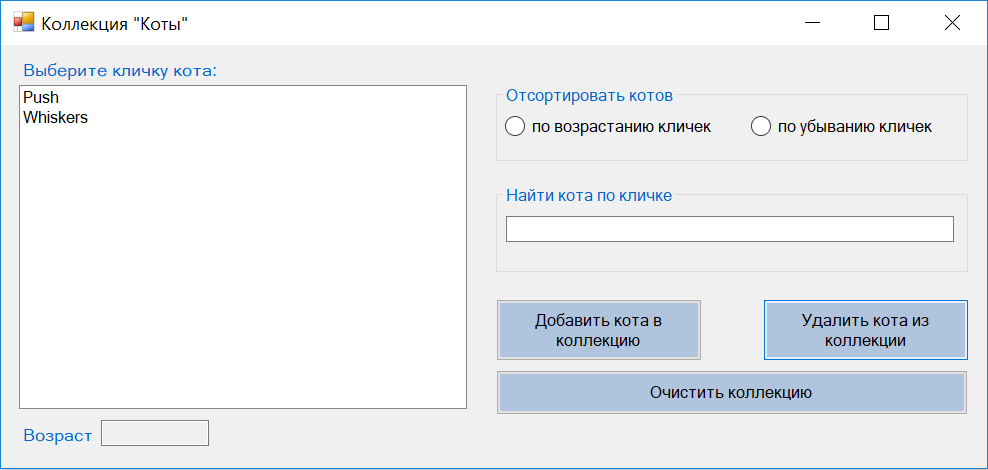 Коллекция "Коты"
Выберите кличку кота:
Push
Whiskers
Отсортировать котов
по возрастанию кличек
по убыванию кличек
Найти кота по кличке
Добавить кота в
коллекцию
Удалить кота из
коллекции
Очистить коллекцию
Возраст